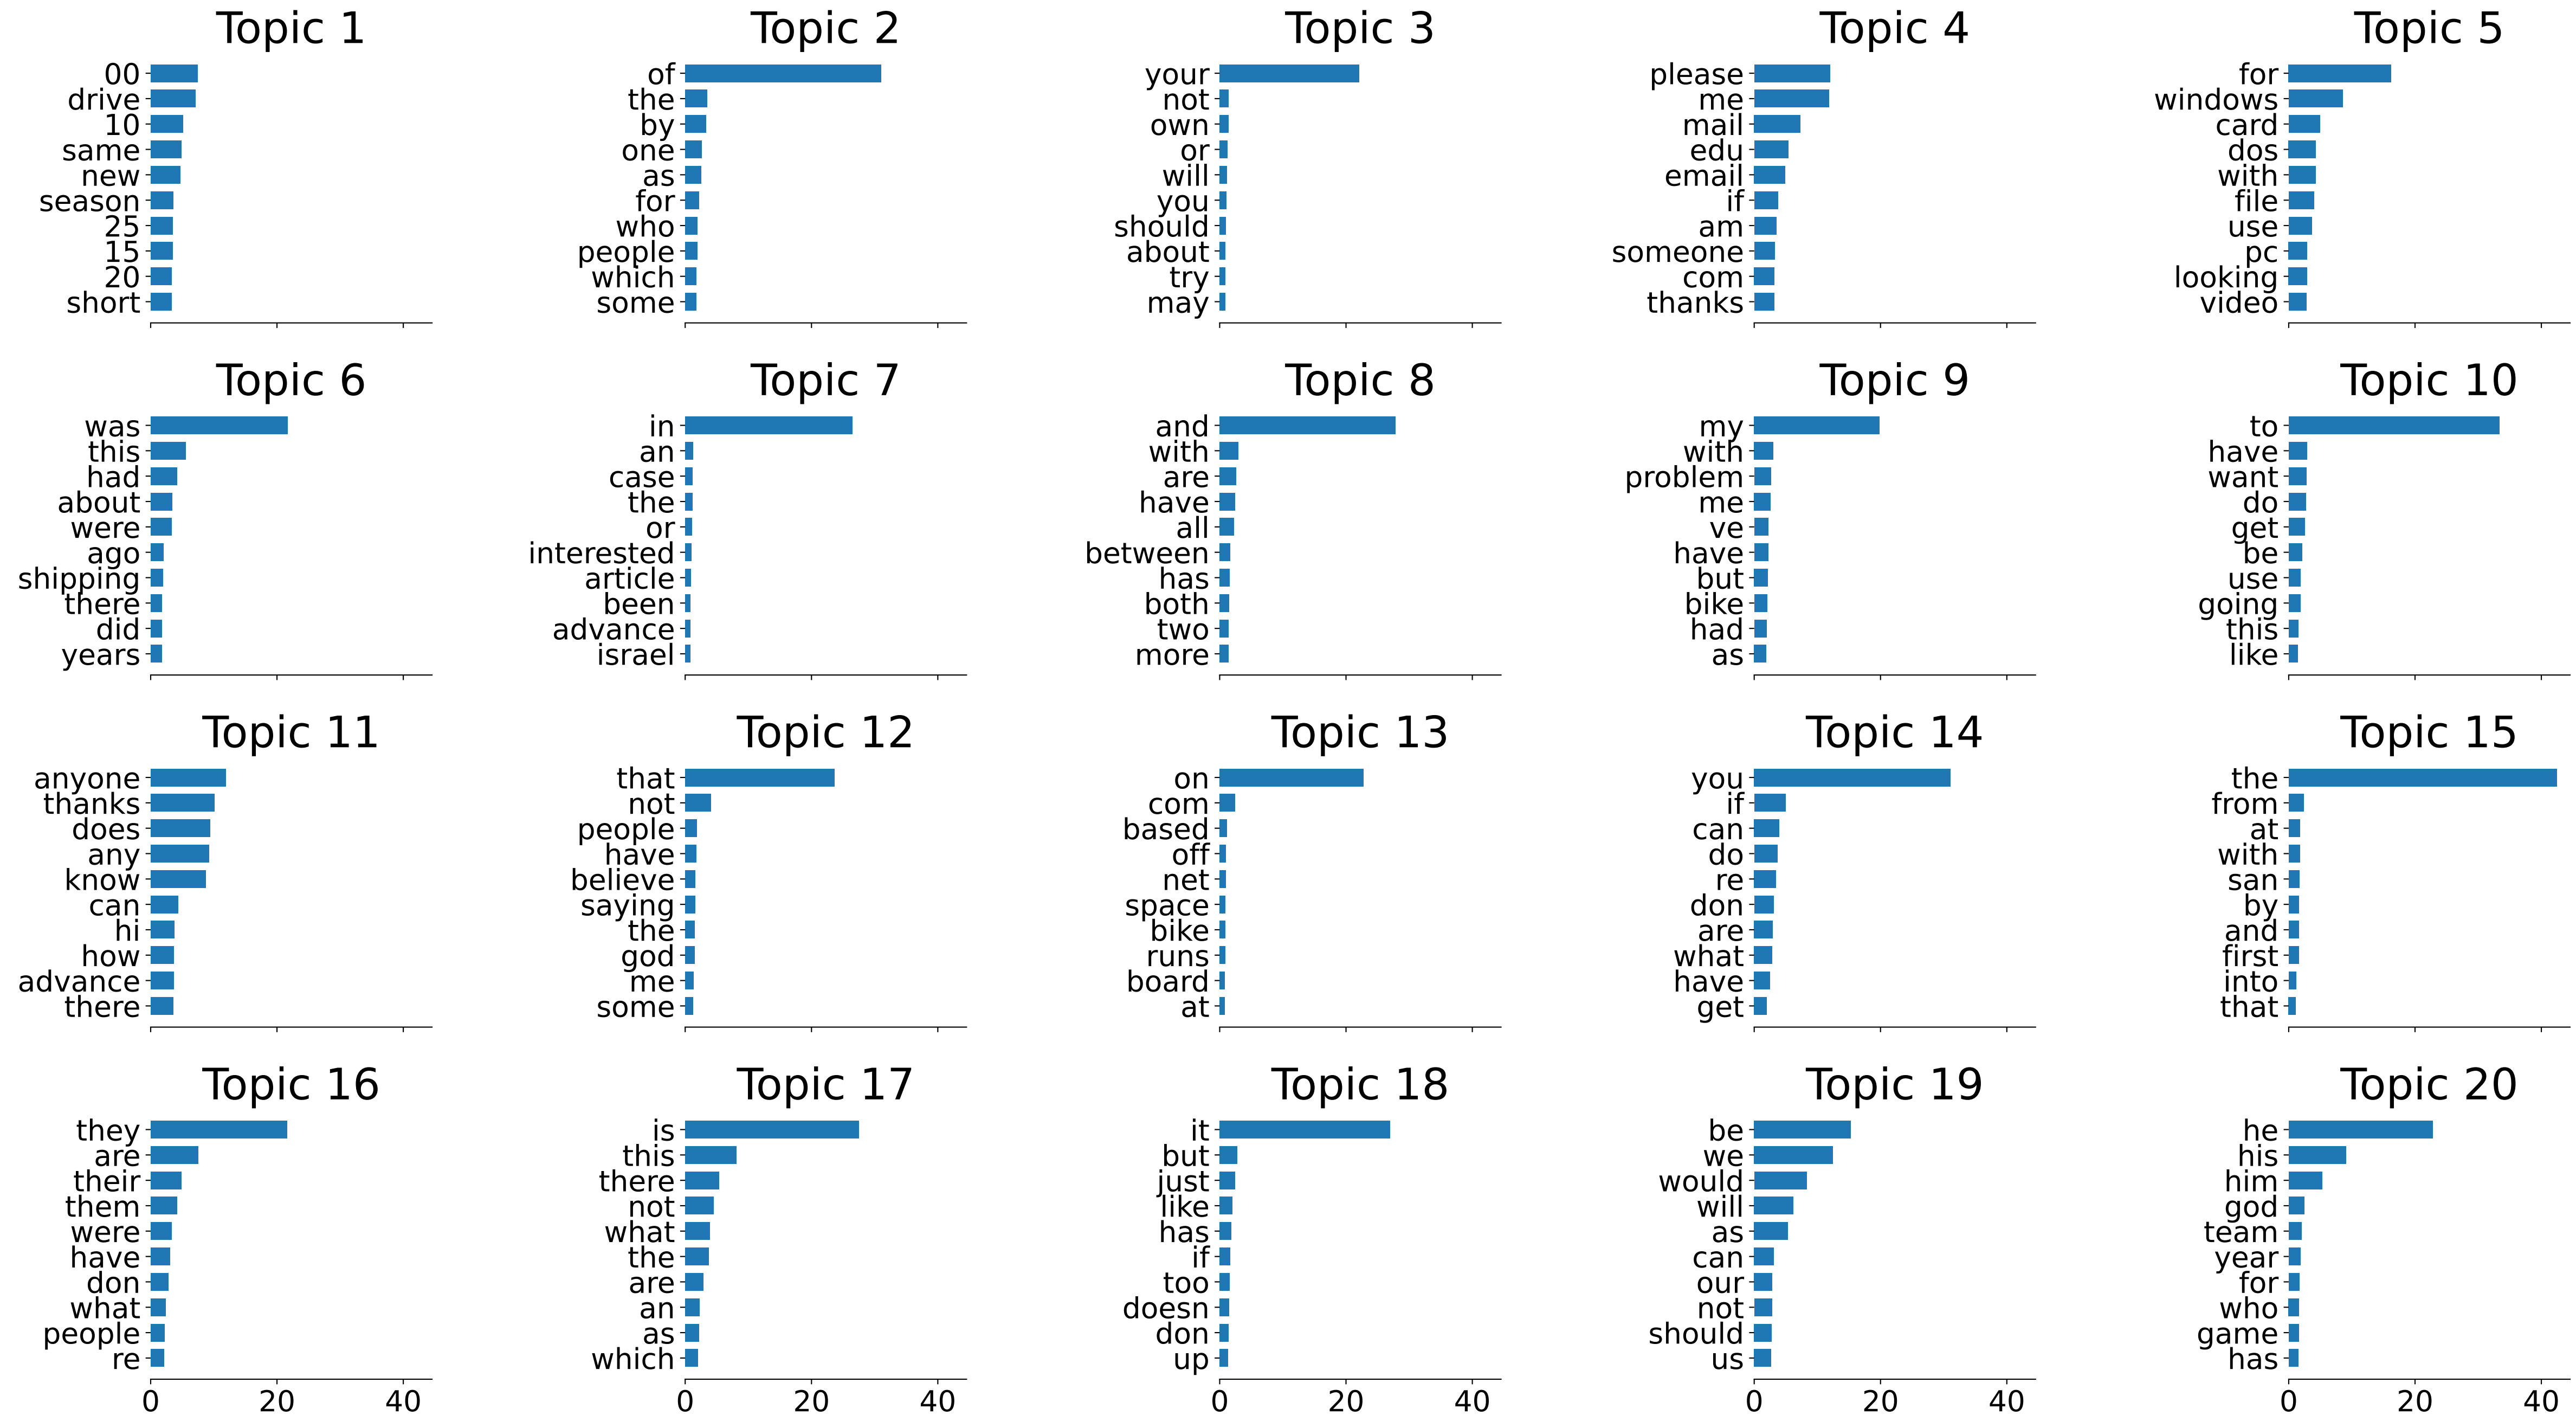 Topic 1
00
drive
10
same
new
season
25
15
20
short
Topic 2
of
the
by
one
as
for
who
people
which
some
Topic 3
your
not
own
or
will
you
should
about
try
may
Topic 4
please
me
mail
edu
email
if
am
someone
com
thanks
Topic 5
for
windows
card
dos
with
file
use
pc
looking
video
Topic 6
was
this
had
about
were
ago
shipping
there
did
years
Topic 7
in
an
case
the
or
interested
article
been
advance
israel
Topic 8
and
with
are
have
all
between
has
both
two
more
Topic 9
my
with
problem
me
ve
have
but
bike
had
as
Topic 10
to
have
want
do
get
be
use
going
this
like
Topic 11
anyone
thanks
does
any
know
can
hi
how
advance
there
Topic 12
that
not
people
have
believe
saying
the
god
me
some
Topic 13
on
com
based
off
net
space
bike
runs
board
at
Topic 14
you
if
can
do
re
don
are
what
have
get
Topic 15
the
from
at
with
san
by
and
first
into
that
Topic 16
they
are
their
them
were
have
don
what
people
re
0 20 40
Topic 17
is
this
there
not
what
the
are
an
as
which
0 20 40
Topic 18
it
but
just
like
has
if
too
doesn
don
up
0 20 40
Topic 19
be
we
would
will
as
can
our
not
should
us
0 20 40
Topic 20
he
his
him
god
team
year
for
who
game
has
0 20 40